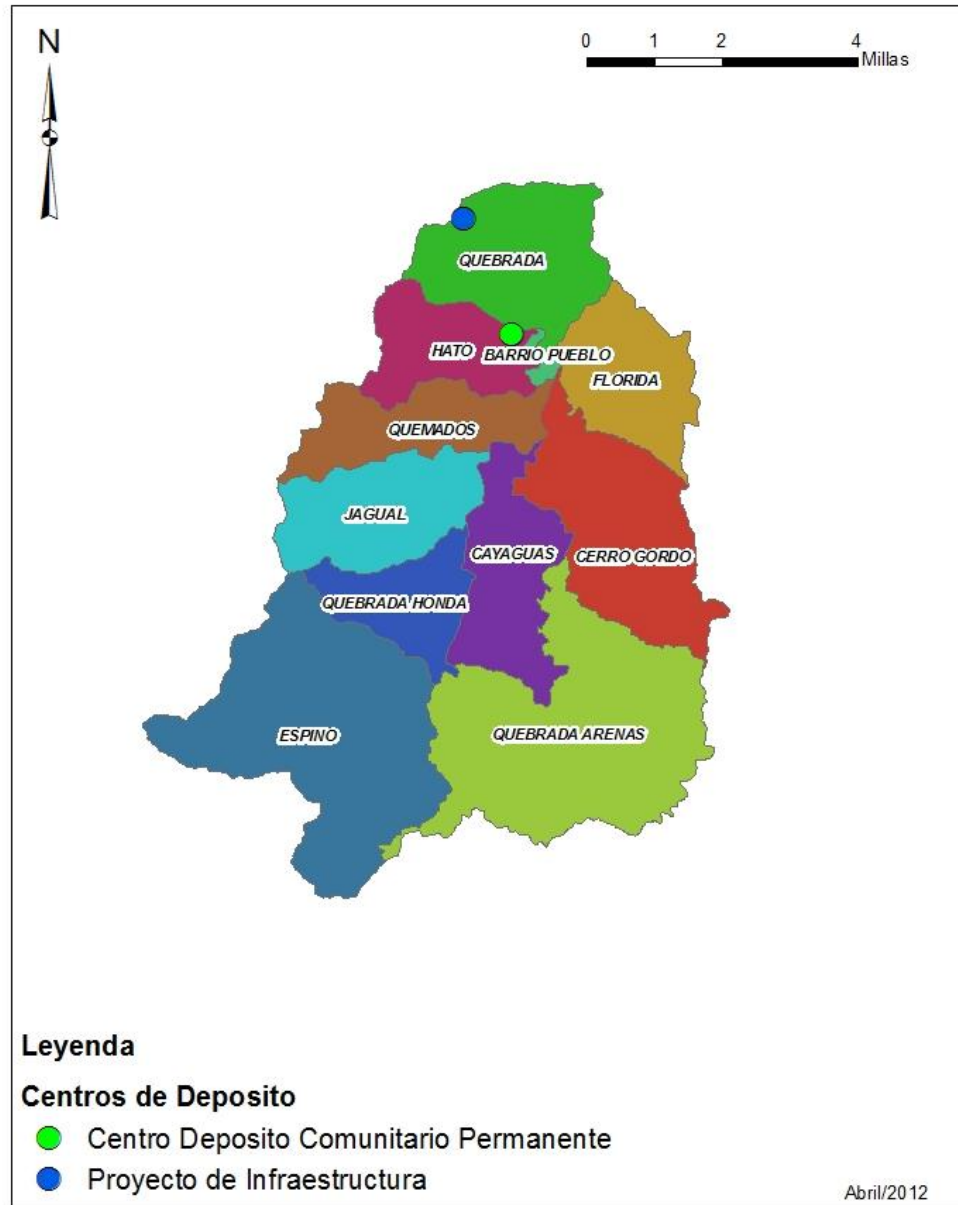 N
0 1 2 4
Millas
QUEBRADA
HATO
BARRIO PUEBLO
FLORIDA
QUEMADOS
JAGUAL
CAYAGUAS
CERRO GORDO
QUEBRADA HONDA
ESPINO
QUEBRADA ARENAS
Leyenda
Centros de Deposito
Centro Deposito Comunitario Permanente
Proyecto de Infraestructura
Abril/2012